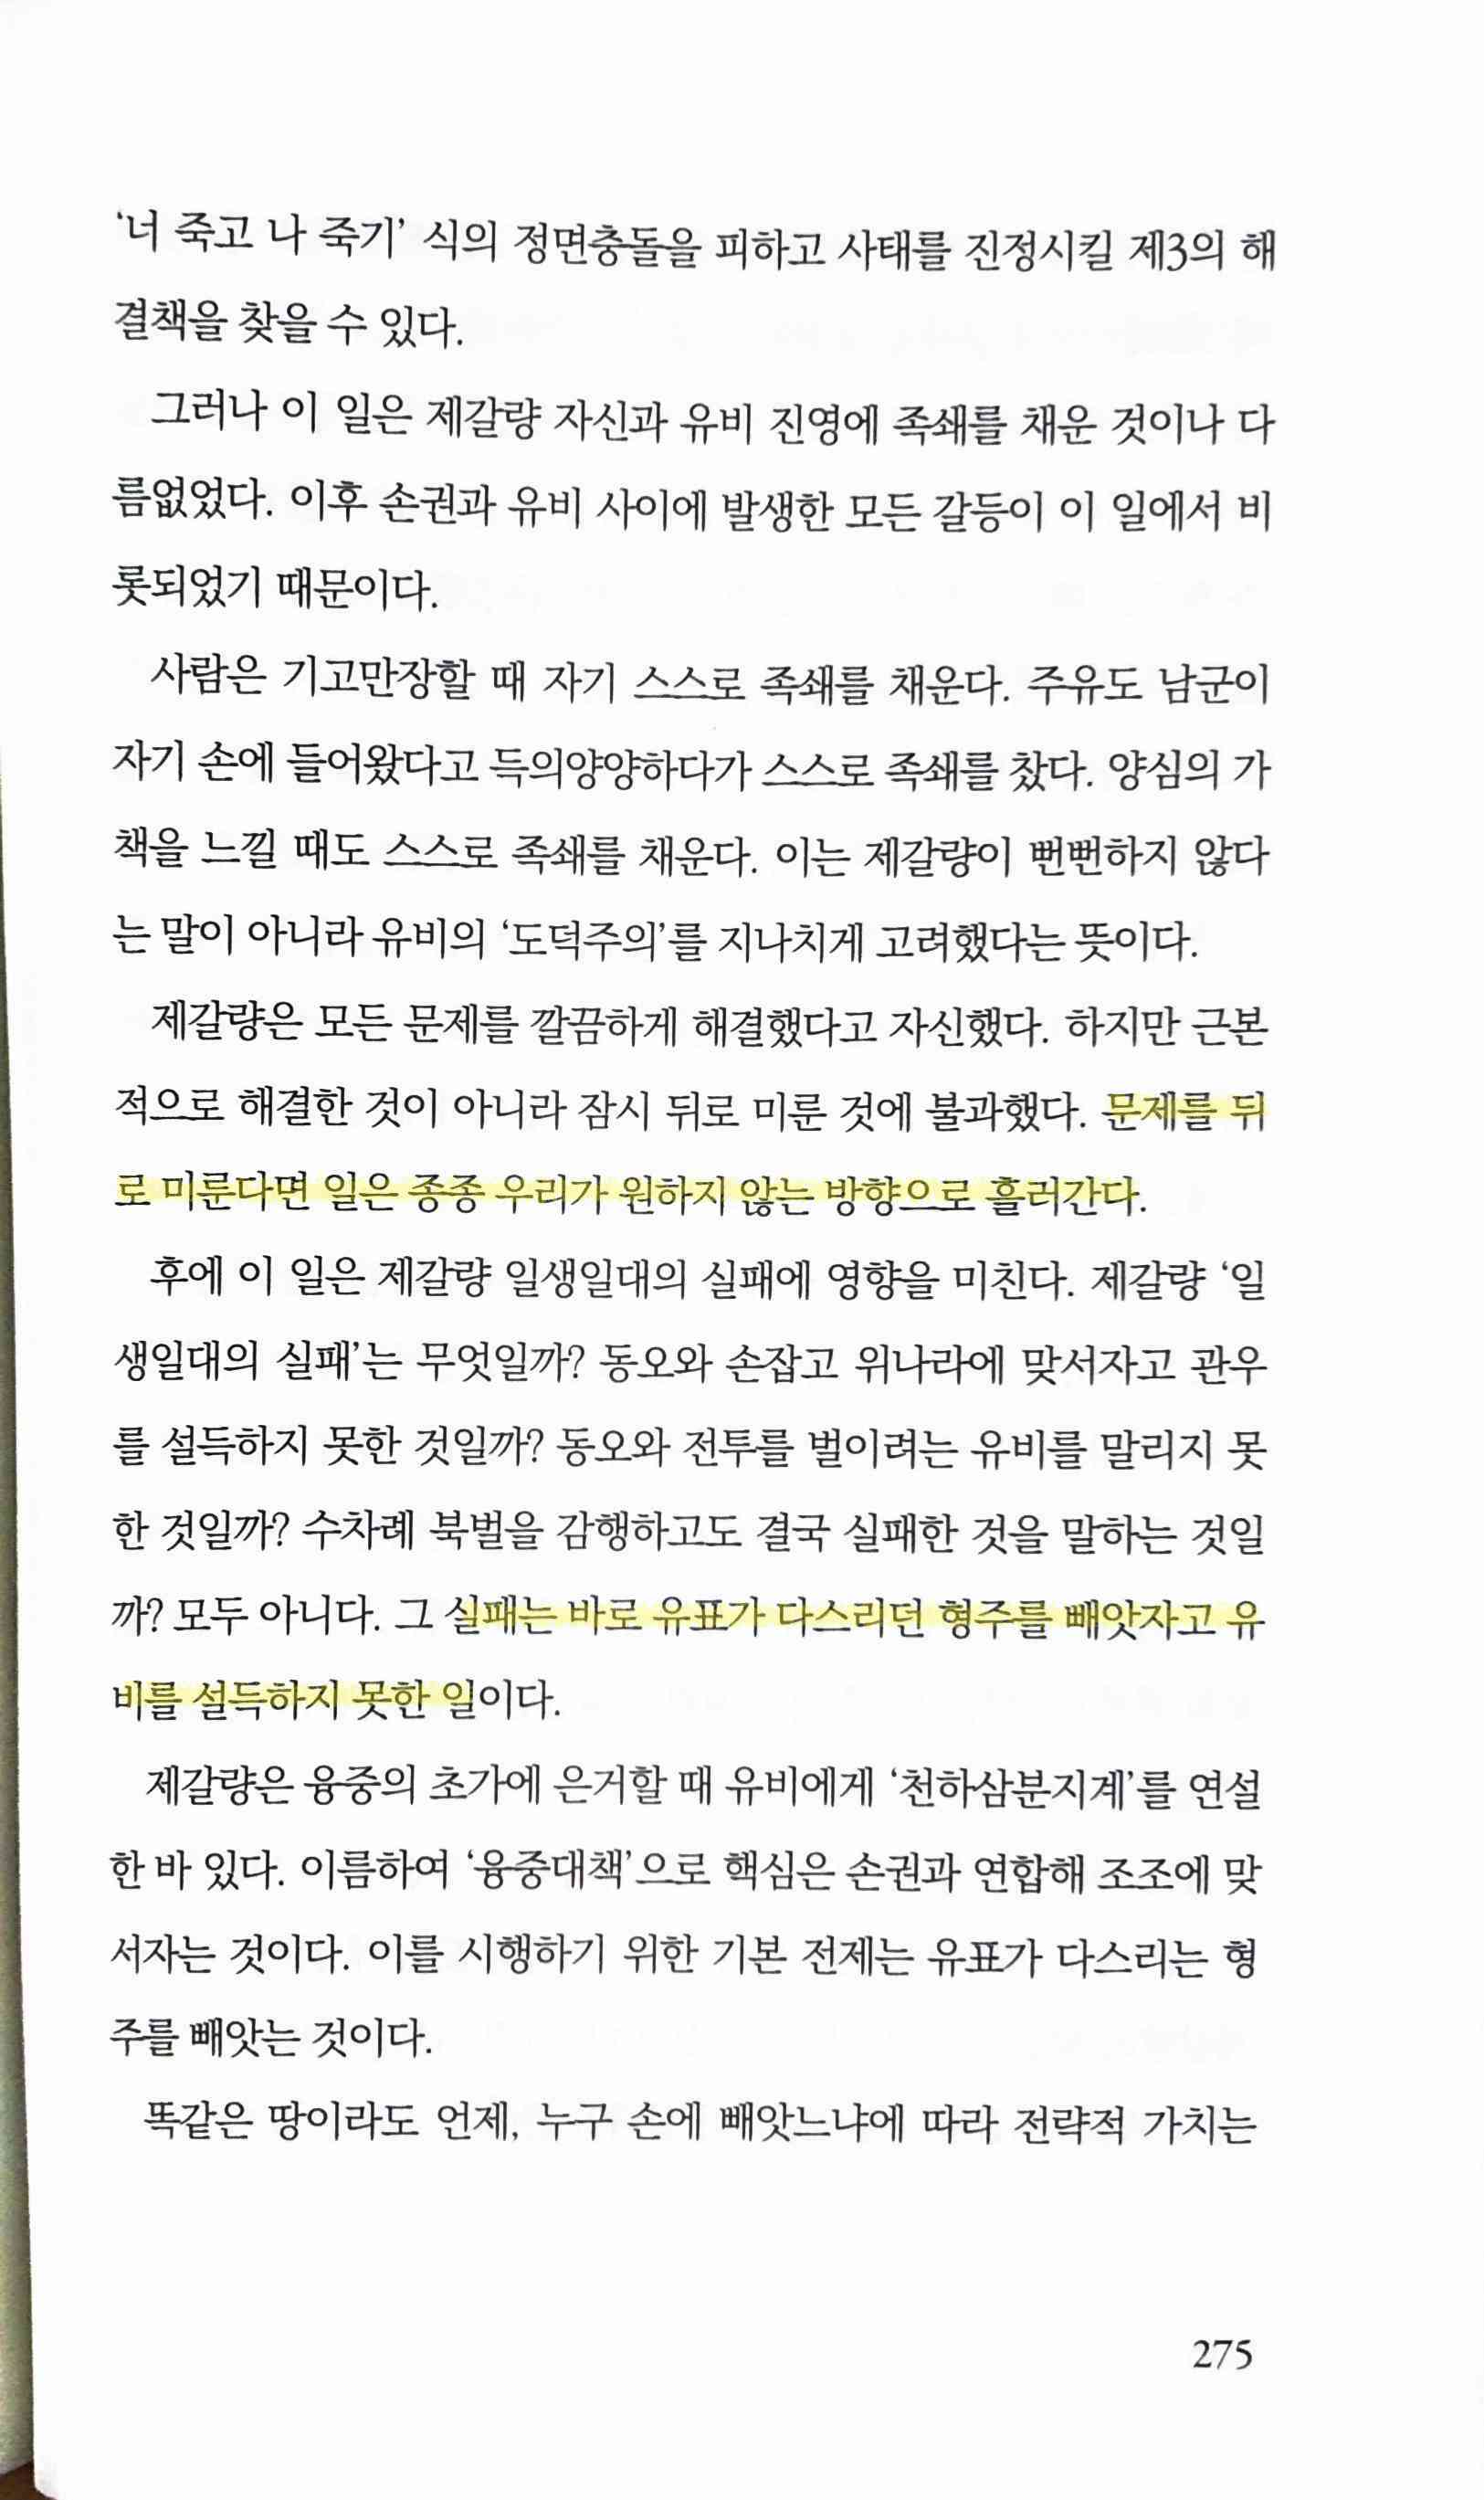 ‘너 죽고 나 죽기’ 식의 정면충돌을 피하고 사태를 진정시킬 제3의 해
결책을 찾을 수 있다.
그러나 이 일은 제갈량 자신과 유비 진영에 족쇄를 채운 것이나 다
름없었다. 이후 손권과 유비 사이에 발생한 모든 갈등이 이 일에서 비
롯되었기 때문이다.
사람은 기고만장할 때 자기 스스로 족쇄를 채운다. 주유도 남군이
자기 손에 들어왔다고 득의양양하다가 스스로 족쇄를 찼다. 양심의 가
책을 느낄 때도 스스로 족쇄를 채운다. 이는 제갈량이 뻔뻔하지 않다
는 말이 아니라 유비의 ‘도덕주의’를 지나치게 고려했다는 뜻이다.
제갈량은 모든 문제를 깔끔하게 해결했다고 자신했다. 하지만 근본
적으로 해결한 것이 아니라 잠시 뒤로 미룬 것에 불과했다. 문제를 뒤
로 미룬다면 일은 종종 우리가 원하지 않는 방향으로 흘러간다.
후에 이 일은 제갈량 일생일대의 실패에 영향을 미친다. 제갈량 ‘일
생일대의 실패’는 무엇일까? 동오와 손잡고 위나라에 맞서자고 관우
를 설득하지 못한 것일까? 동오와 전투를 벌이려는 유비를 말리지 못
한 것일까? 수차례 북벌을 감행하고도 결국 실패한 것을 말하는 것일
까? 모두 아니다. 그 실패는 바로 유표가 다스리던 형주를 빼앗자고 유
비를 설득하지 못한 일이다.
제갈량은 융중의 초가에 은거할 때 유비에게 ‘천하삼분지계’를 연설
한 바 있다. 이름하여 ‘융중대책’으로 핵심은 손권과 연합해 조조에 맞
서자는 것이다. 이를 시행하기 위한 기본 전제는 유표가 다스리는 형
주를 빼앗는 것이다.
똑같은 땅이라도 언제, 누구 손에 빼앗느냐에 따라 전략적 가치는
275